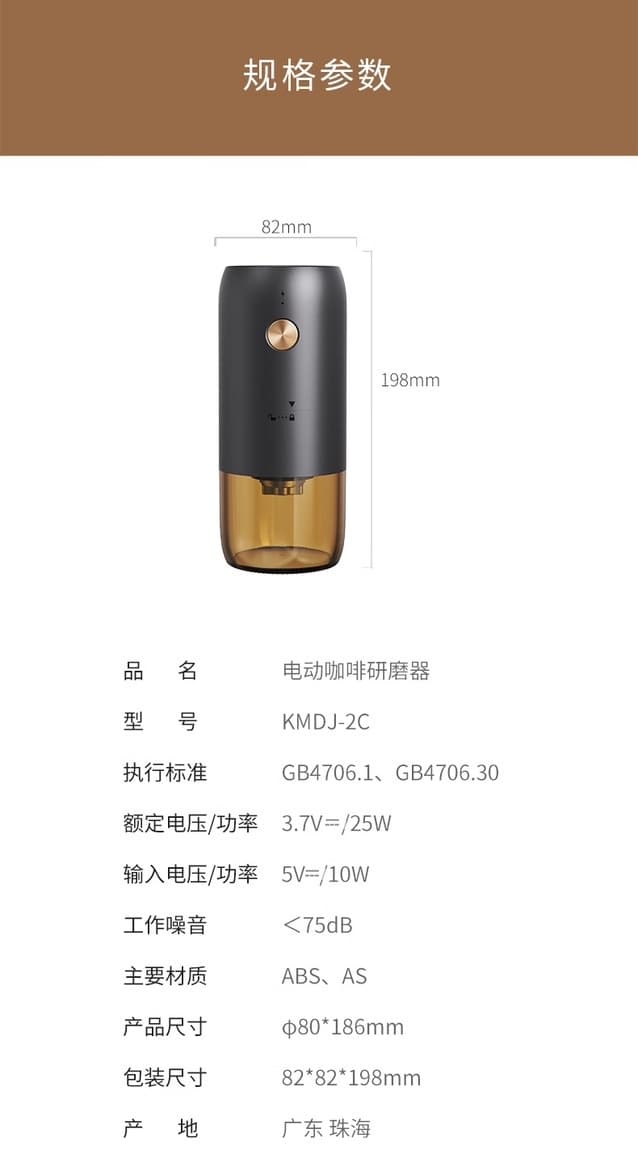 规格参数
82mm
198mm
品 名 电动咖啡研磨器
型 号 KMDJ-2C
执行标准 GB4706.1、GB4706.30
额定电压/功率 3.7V⎓/25W
输入电压/功率 5V⎓/10W
工作噪音 ＜75dB
主要材质 ABS、AS
产品尺寸 φ80*186mm
包装尺寸 82*82*198mm
产 地 广东 珠海